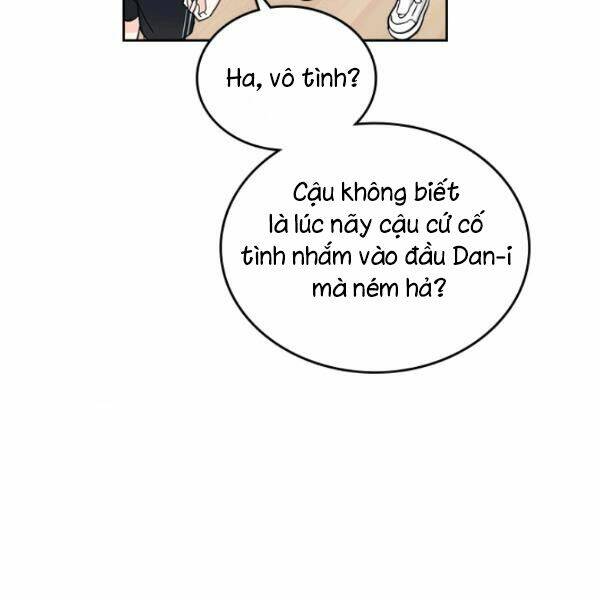 Ha, vô tình?
Cậu không biết
là lúc nãy cậu cứ cố
tình nhắm vào đầu Dan-i
mà ném hả?